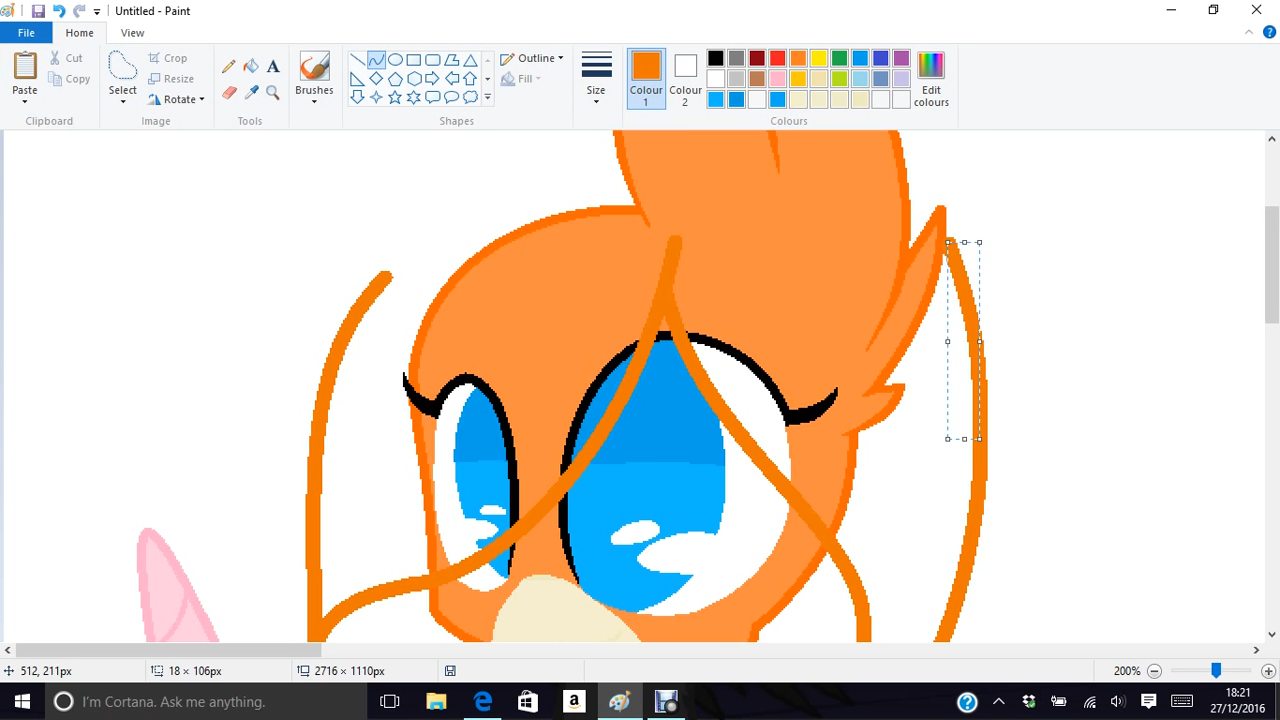 Untitled - Paint
File Home View
Paste
Cut
Copy
Clipboard
Select
Crop
Resize
Rotate
Image
A
Tools
Brushes
Outline
Fill
Shapes
Size
Colour 1
Colour 2
Edit colours
Colours
512, 211px
18 × 106px
2716 × 1110px
200%
I'm Cortana. Ask me anything.
a
18:21
27/12/2016